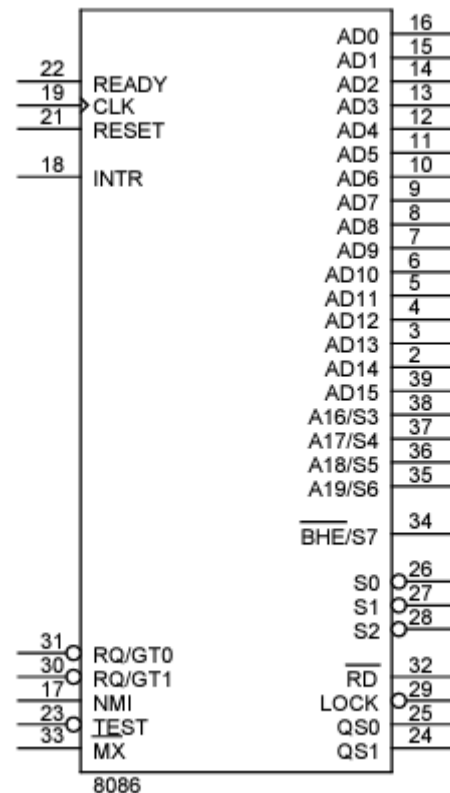 16
AD0
15
AD1
22
14
READY
AD2
19
13
CLK
AD3
21
12
RESET
AD4
11
AD5
18
10
INTR
AD6
9
AD7
8
AD8
7
AD9
6
AD10
5
AD11
4
AD12
3
AD13
2
AD14
39
AD15
38
A16/S3
37
A17/S4
36
A18/S5
35
A19/S6
34
BHE/S7
26
S0
27
S1
28
S2
31
RQ/GT0
30
RQ/GT1
32
RD
17
NMI
29
LOCK
23
TEST
25
QS0
33
MX
24
QS1
8086